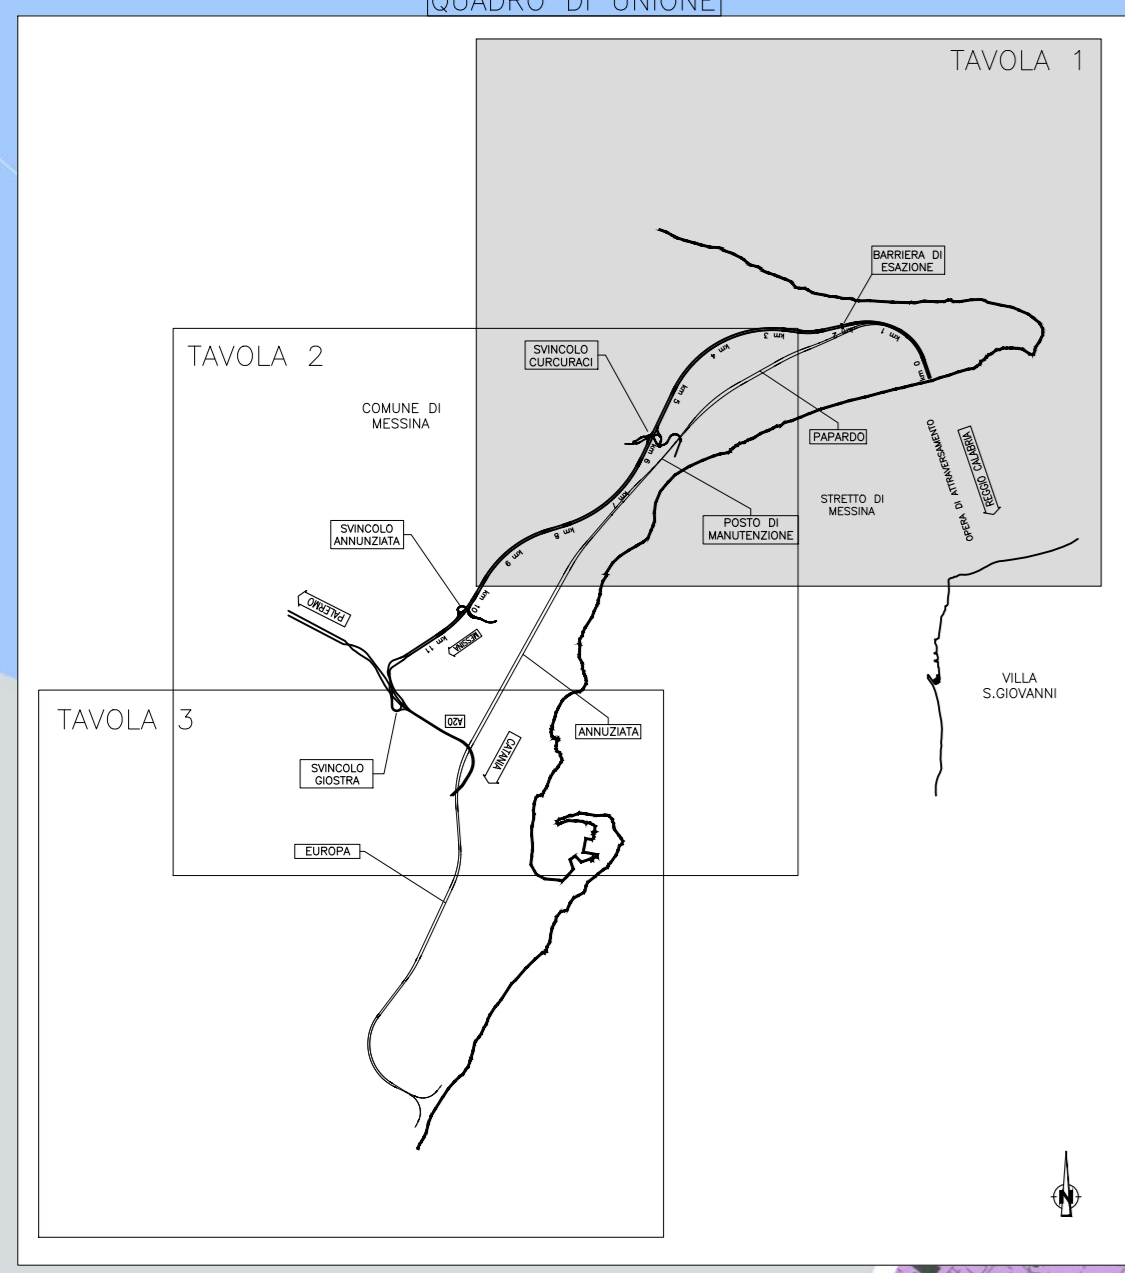 QUADRO DI UNIONE
TAVOLA 1
BARRIERA DI
ESAZIONE
TAVOLA 2
SVINCOLO
CURCURACI
km 0
km 1
km 2
km 3
km 4
km 5
km 6
km 7
km 8
km 9
km 10
km 11
COMUNE DI
MESSINA
PAPARDO
OPERA DI ATTRAVERSAMENTO
REGGIO CALABRIA
STRETTO DI
MESSINA
POSTO DI
MANUTENZIONE
SVINCOLO
ANNUNZIATA
PALERMO
MESSINA
VILLA
S.GIOVANNI
TAVOLA 3
A20
ANNUZIATA
CATANIA
SVINCOLO
GIOSTRA
EUROPA
N